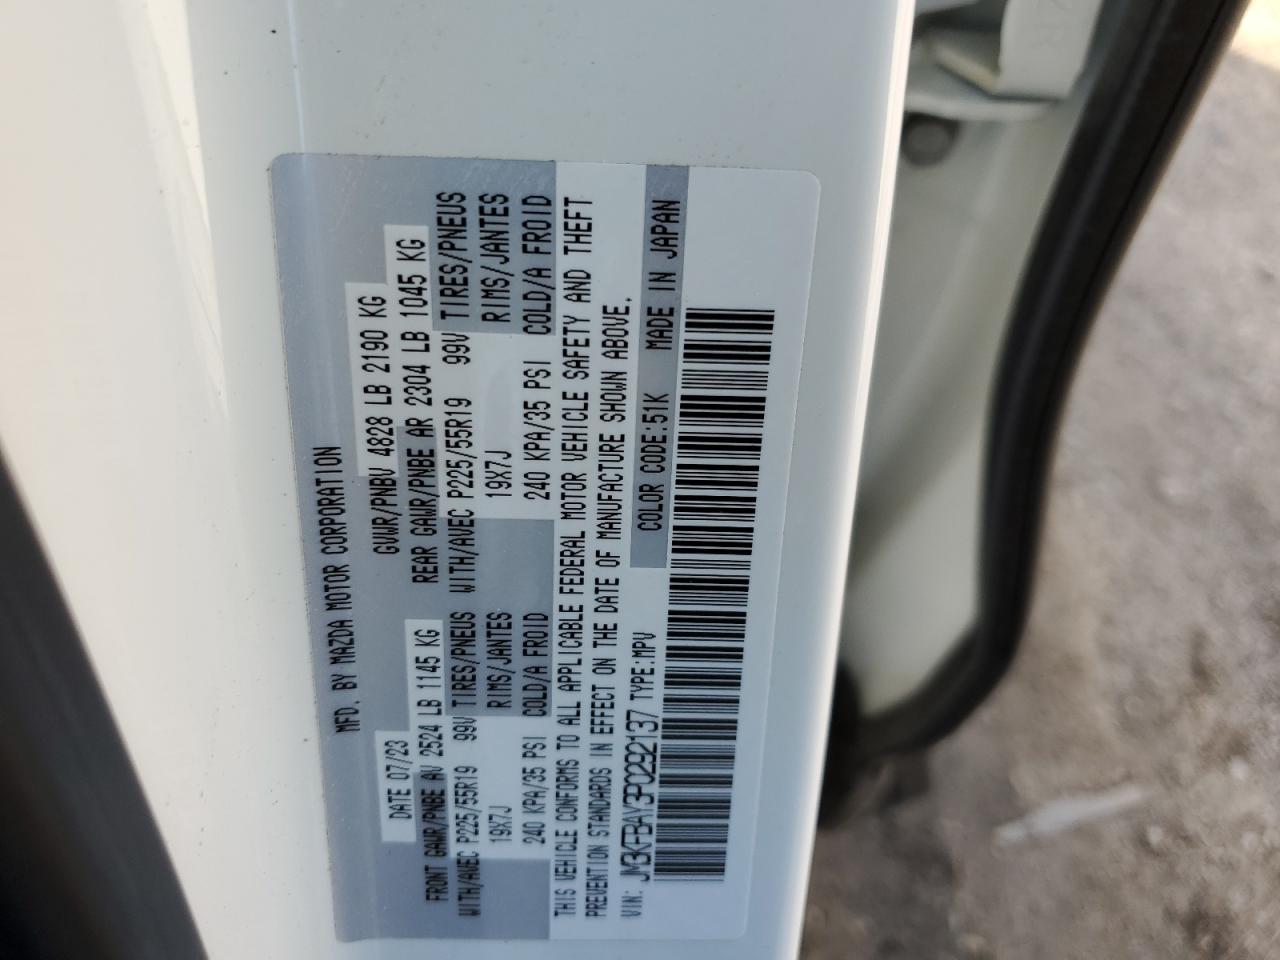 MFD. BY MAZDA MOTOR CORPORATION
DATE 07/23 GVWR/PNBV 4828 LB 2190 KG
FRONT GAWR/PNBE AV 2524 LB 1145 KG REAR GAWR/PNBE AR 2304 LB 1045 KG
WITH/AVEC P225/55R19 99V TIRES/PNEUS WITH/AVEC P225/55R19 99V TIRES/PNEUS
19X7J RIMS/JANTES 19X7J RIMS/JANTES
240 KPA/35 PSI COLD/A FROID 240 KPA/35 PSI COLD/A FROID
THIS VEHICLE CONFORMS TO ALL APPLICABLE FEDERAL MOTOR VEHICLE SAFETY AND THEFT
PREVENTION STANDARDS IN EFFECT ON THE DATE OF MANUFACTURE SHOWN ABOVE.
VIN: JM3KFBAY3P0292137 TYPE:MPV COLOR CODE:51K MADE IN JAPAN